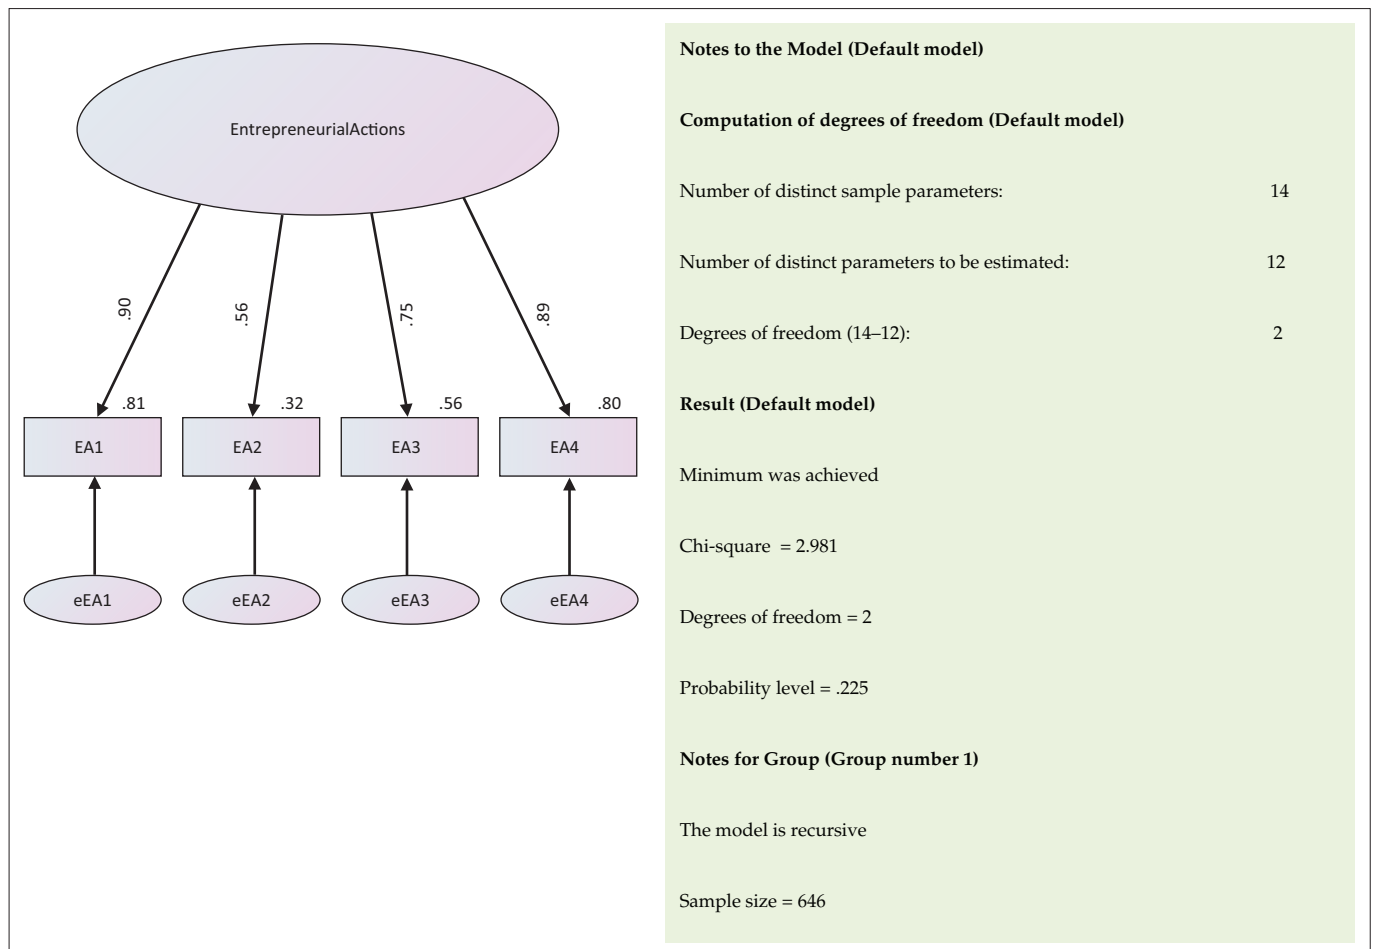 EntrepreneurialActions
.90
.56
.75
.89
.81
.32
.56
.80
EA1
EA2
EA3
EA4
eEA1
eEA2
eEA3
eEA4
Notes to the Model (Default model)
Computation of degrees of freedom (Default model)
Number of distinct sample parameters: 14
Number of distinct parameters to be estimated: 12
Degrees of freedom (14–12): 2
Result (Default model)
Minimum was achieved
Chi-square = 2.981
Degrees of freedom = 2
Probability level = .225
Notes for Group (Group number 1)
The model is recursive
Sample size = 646